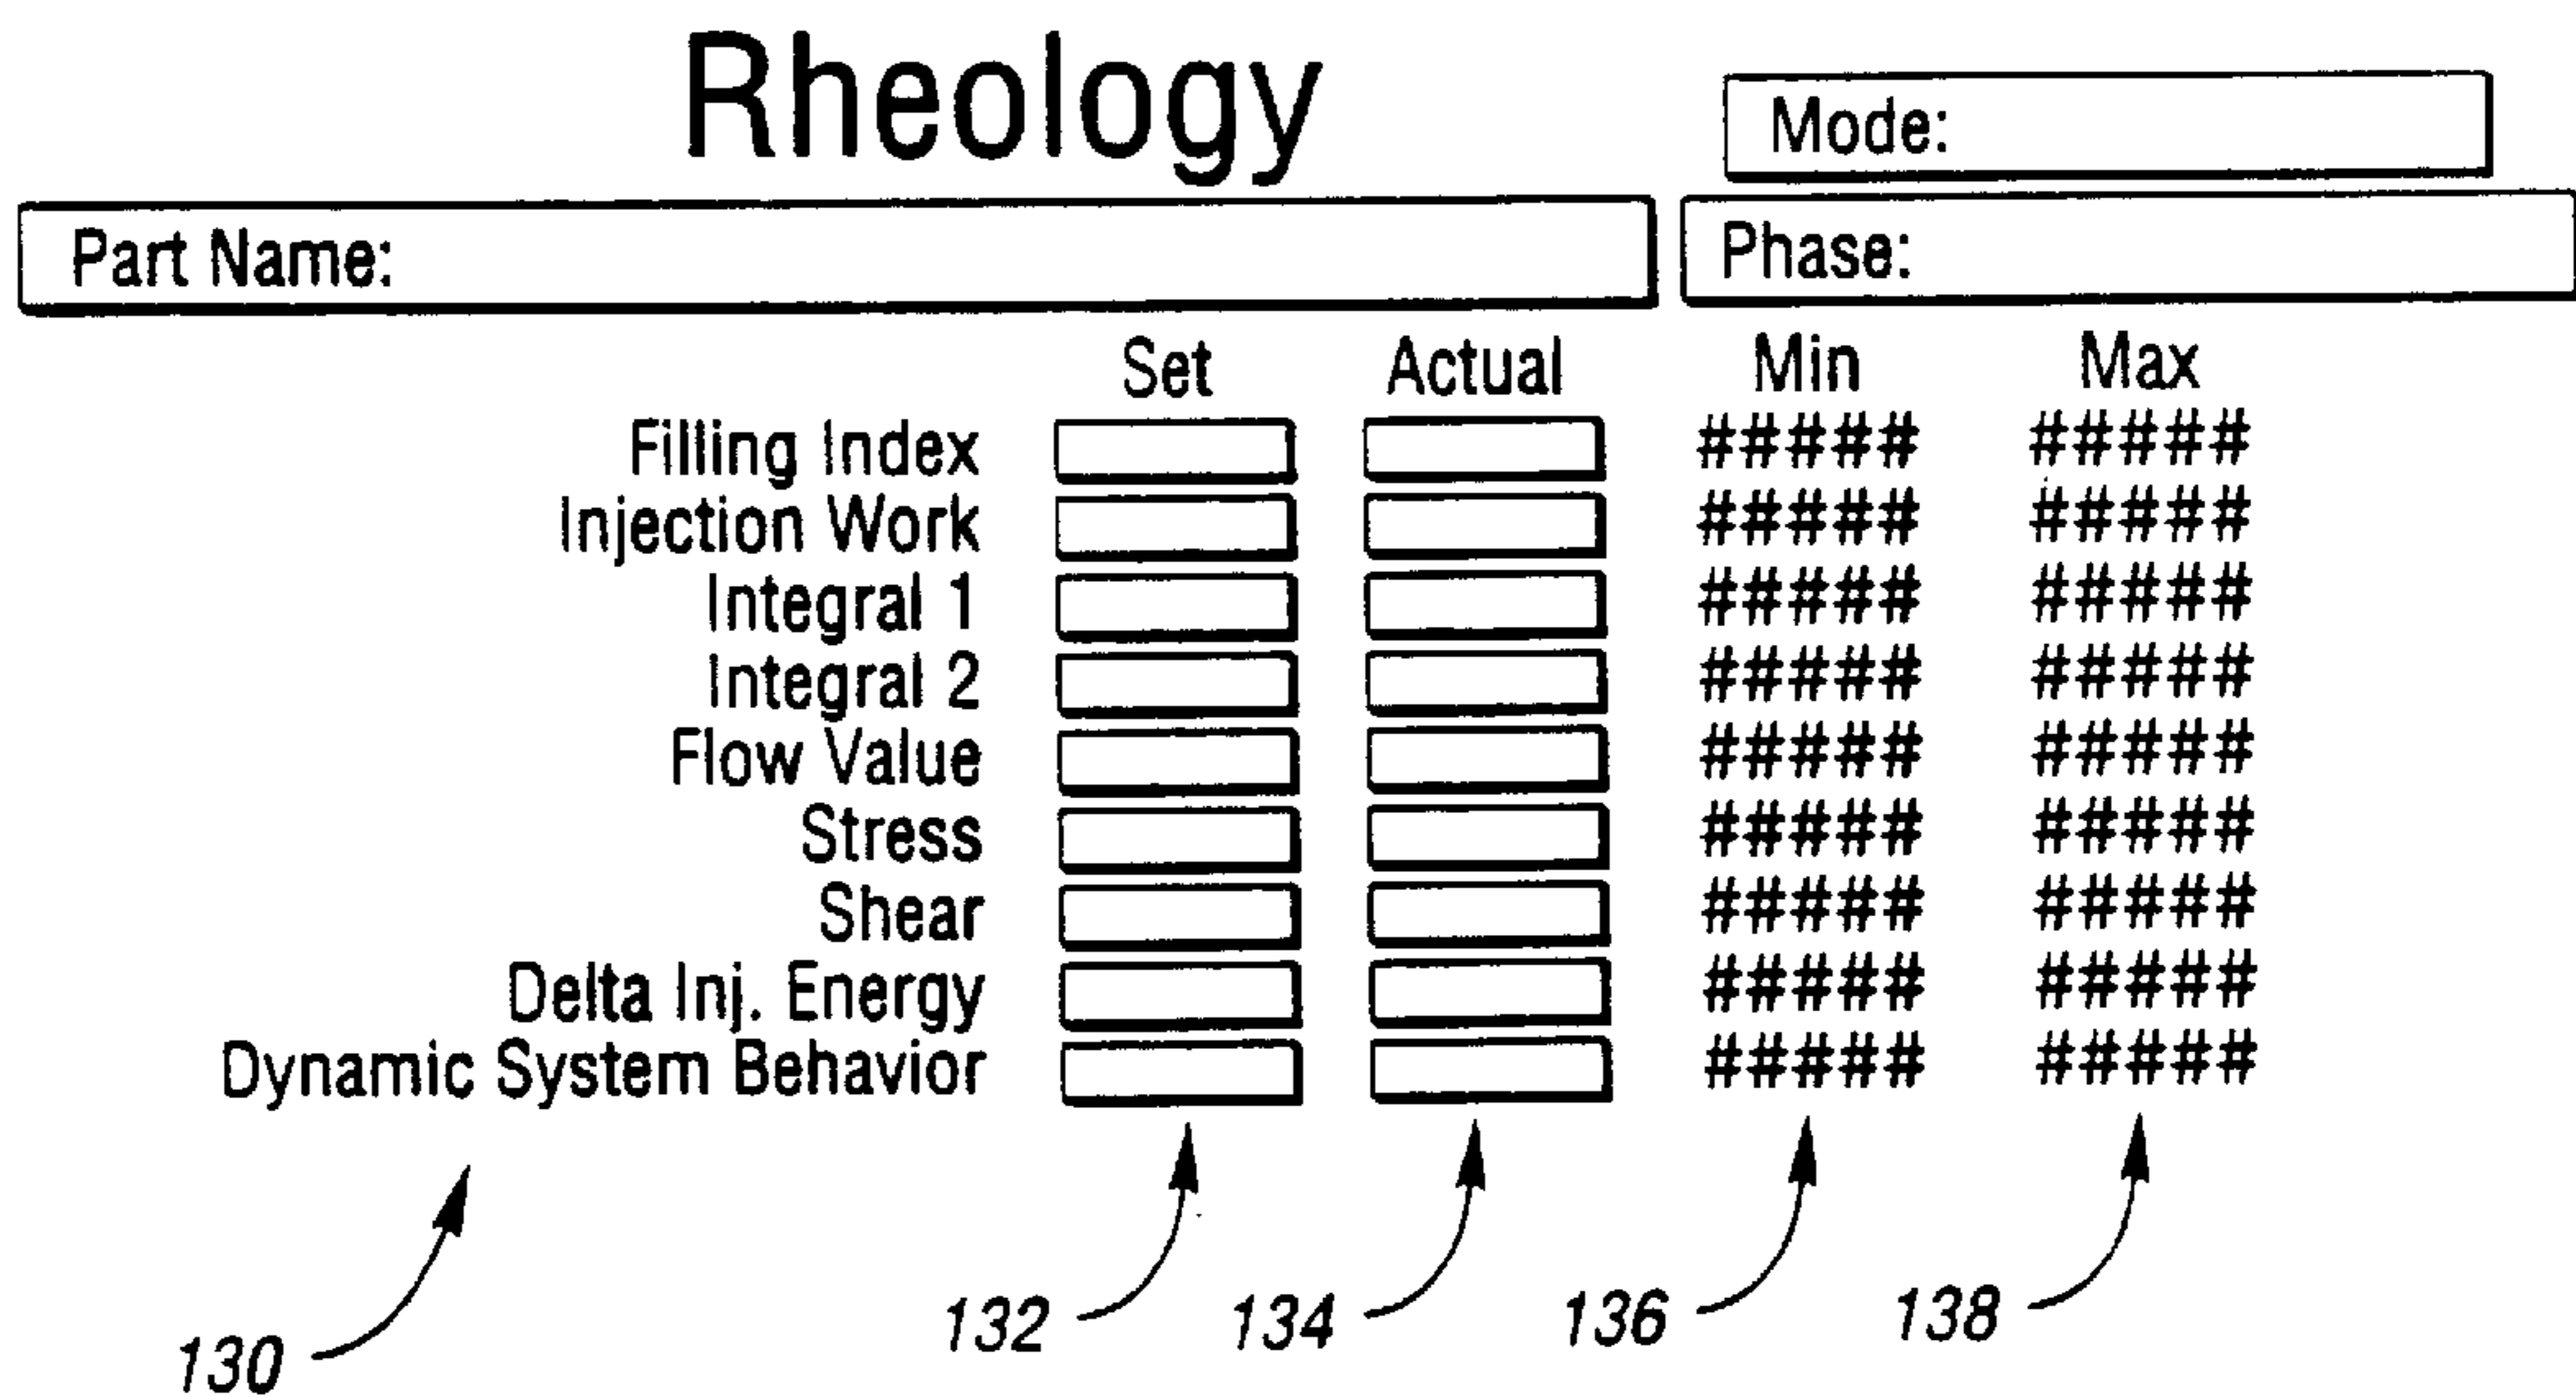 Rheology
Mode:
Part Name:
Phase:
Set Actual Min Max
Filling Index ##### #####
Injection Work ##### #####
Integral 1 ##### #####
Integral 2 ##### #####
Flow Value ##### #####
Stress ##### #####
Shear ##### #####
Delta Inj. Energy ##### #####
Dynamic System Behavior ##### #####
130 132 134 136 138